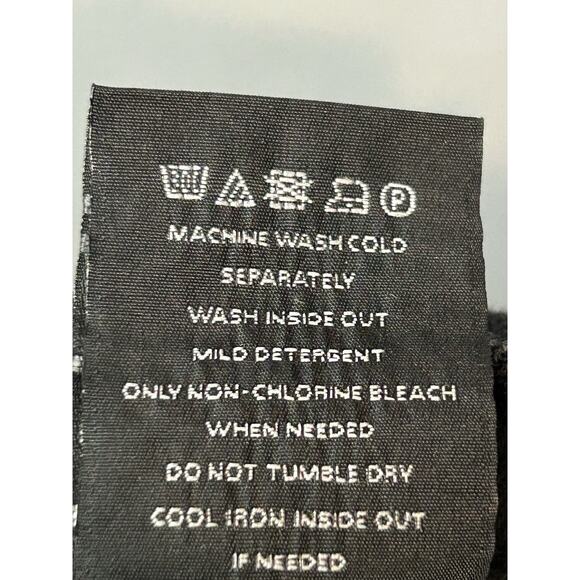 P
MACHINE WASH COLD
SEPARATELY
WASH INSIDE OUT
MILD DETERGENT
ONLY NON-CHLORINE BLEACH
WHEN NEEDED
DO NOT TUMBLE DRY
COOL IRON INSIDE OUT
IF NEEDED